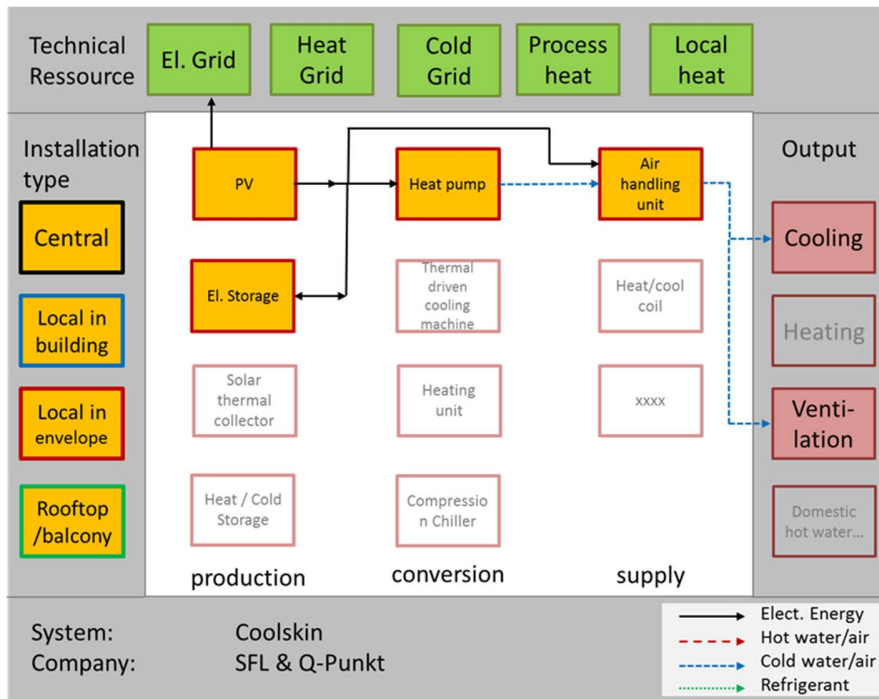 Technical
Ressource
El. Grid
Heat
Grid
Cold
Grid
Process
heat
Local
heat
Installation
type
Central
Local in
building
Local in
envelope
Rooftop
/balcony
PV
Heat pump
Air
handling
unit
El. Storage
Thermal
driven
cooling
machine
Heat/cool
coil
Solar
thermal
collector
Heating
unit
xxxx
Heat / Cold
Storage
Compressio
n Chiller
production
conversion
supply
Output
Cooling
Heating
Venti-
lation
Domestic
hot water...
System:
Coolskin
Company:
SFL & Q-Punkt
Elect. Energy
Hot water/air
Cold water/air
Refrigerant